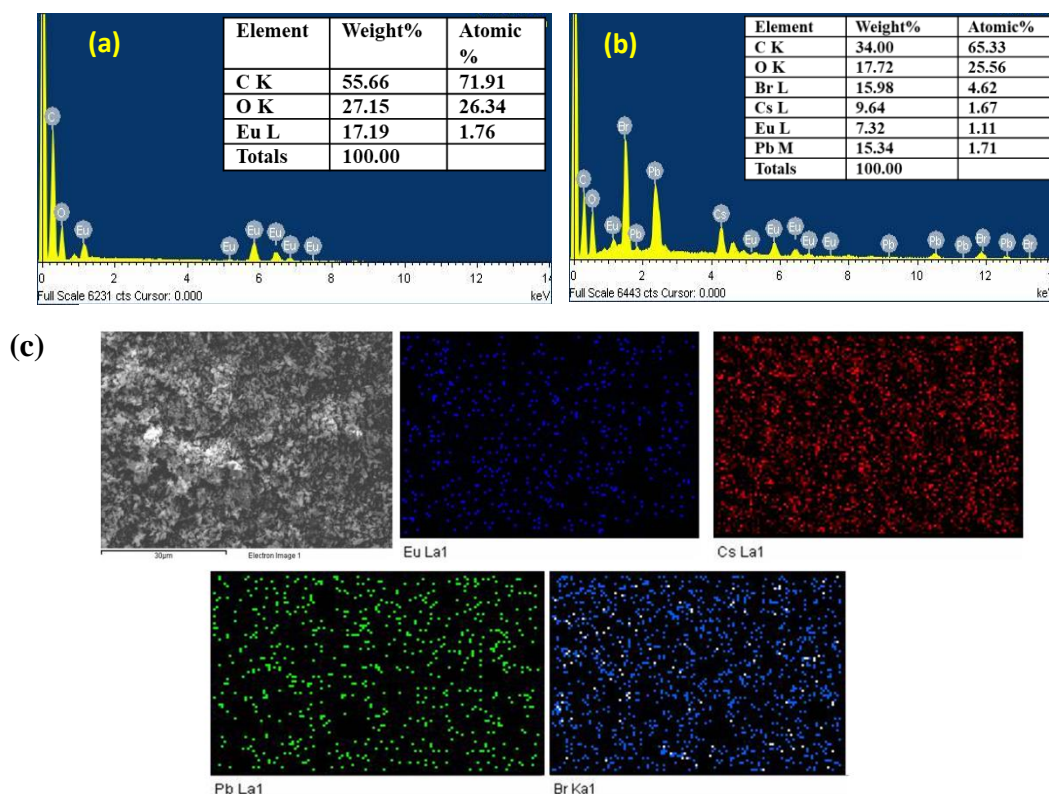 (a)
Element Weight% Atomic %
C K 55.66 71.91
O K 27.15 26.34
Eu L 17.19 1.76
Totals 100.00
C
O
Eu
Eu
Eu
Eu
Eu
Eu
0 2 4 6 8 10 12 14
Full Scale 6231 cts Cursor: 0.000 keV
(b)
Element Weight% Atomic%
C K 34.00 65.33
O K 17.72 25.56
Br L 15.98 4.62
Cs L 9.64 1.67
Eu L 7.32 1.11
Pb M 15.34 1.71
Totals 100.00
C
O
Eu
Br
Pb
Pb
Cs
Eu
Eu
Eu
Eu
Eu
Pb
Pb
Pb
Br
Pb
Br
0 2 4 6 8 10 12
Full Scale 6443 cts Cursor: 0.000 keV
(c)
30µm Electron Image 1
Eu La1
Cs La1
Pb La1
Br Ka1